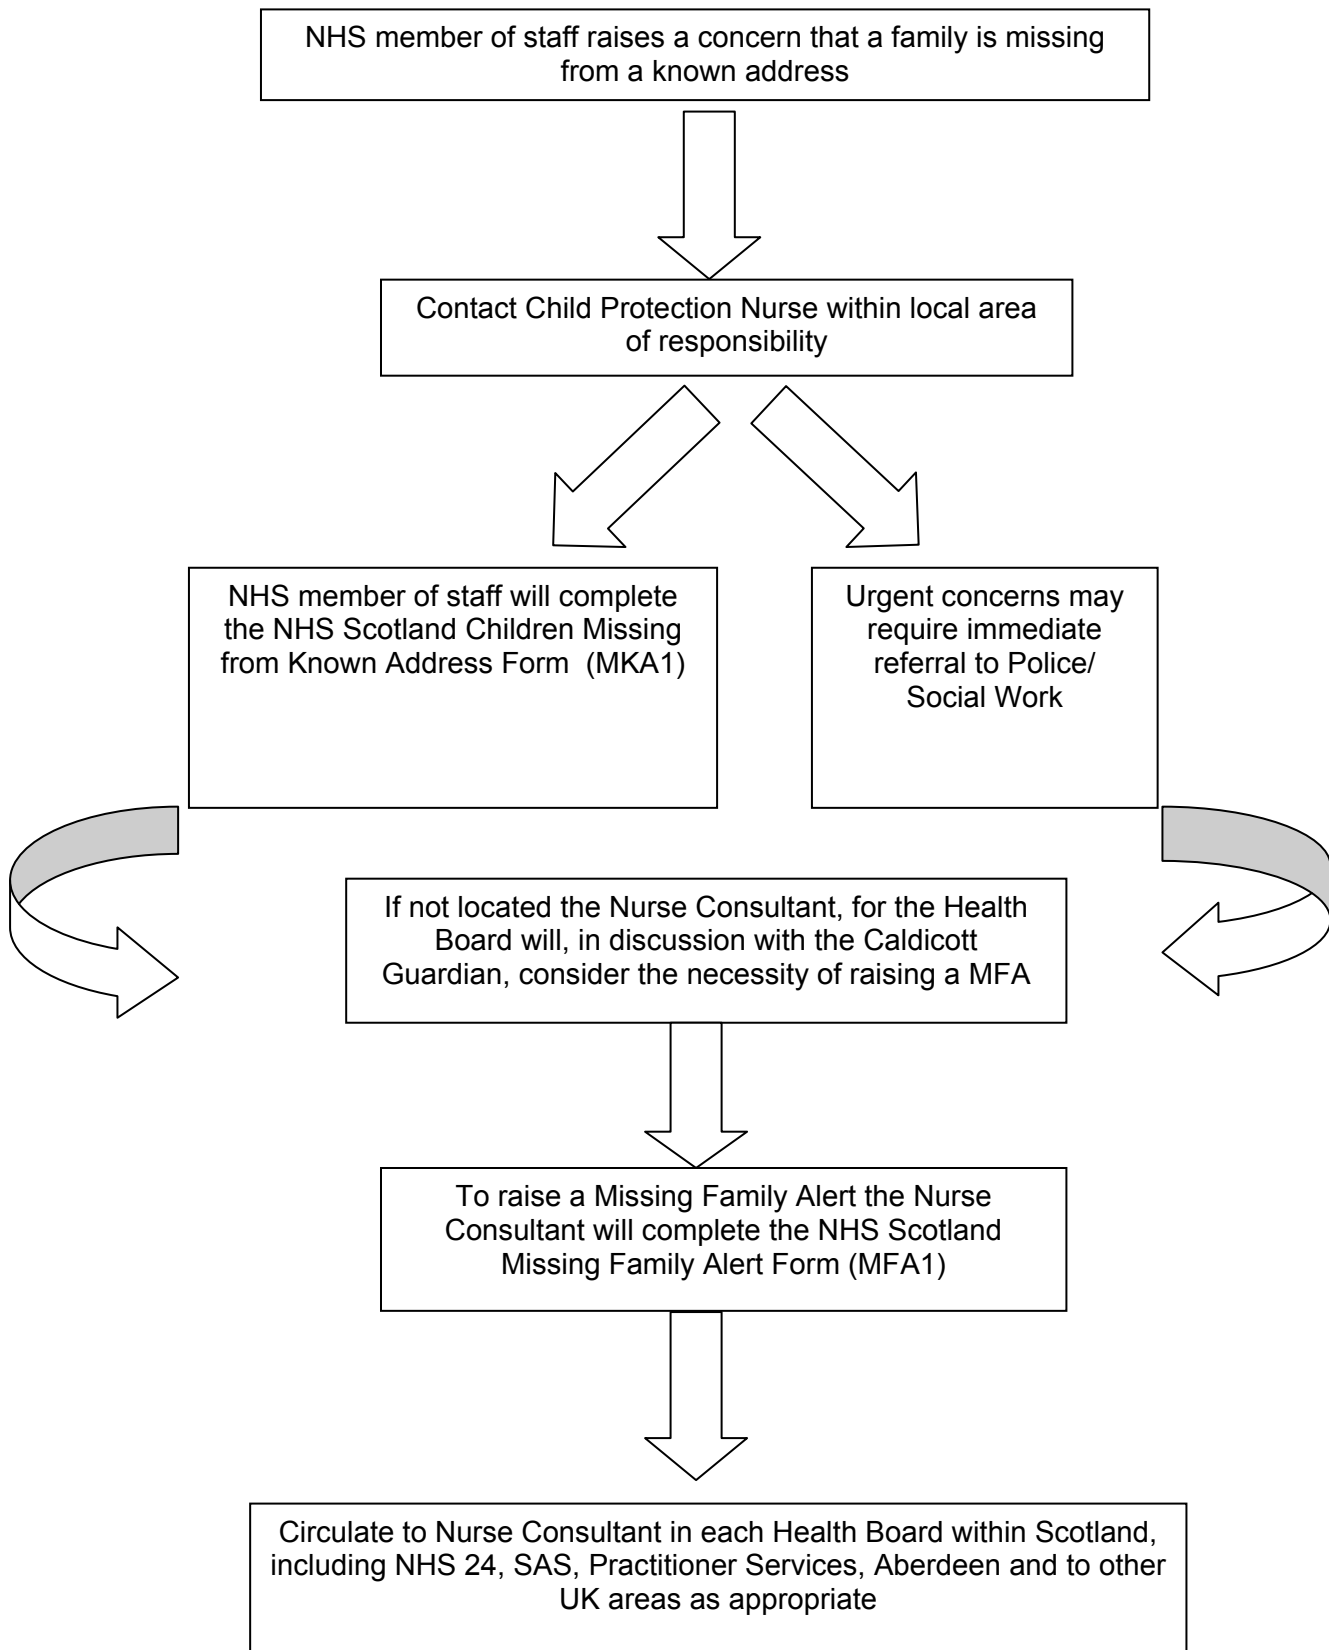 NHS member of staff raises a concern that a family is missing
from a known address
Contact Child Protection Nurse within local area
of responsibility
NHS member of staff will complete
the NHS Scotland Children Missing
from Known Address Form  (MKA1)
Urgent concerns may
require immediate
referral to Police/
Social Work
If not located the Nurse Consultant, for the Health
Board will, in discussion with the Caldicott
Guardian, consider the necessity of raising a MFA
To raise a Missing Family Alert the Nurse
Consultant will complete the NHS Scotland
Missing Family Alert Form (MFA1)
Circulate to Nurse Consultant in each Health Board within Scotland,
including NHS 24, SAS, Practitioner Services, Aberdeen and to other
UK areas as appropriate